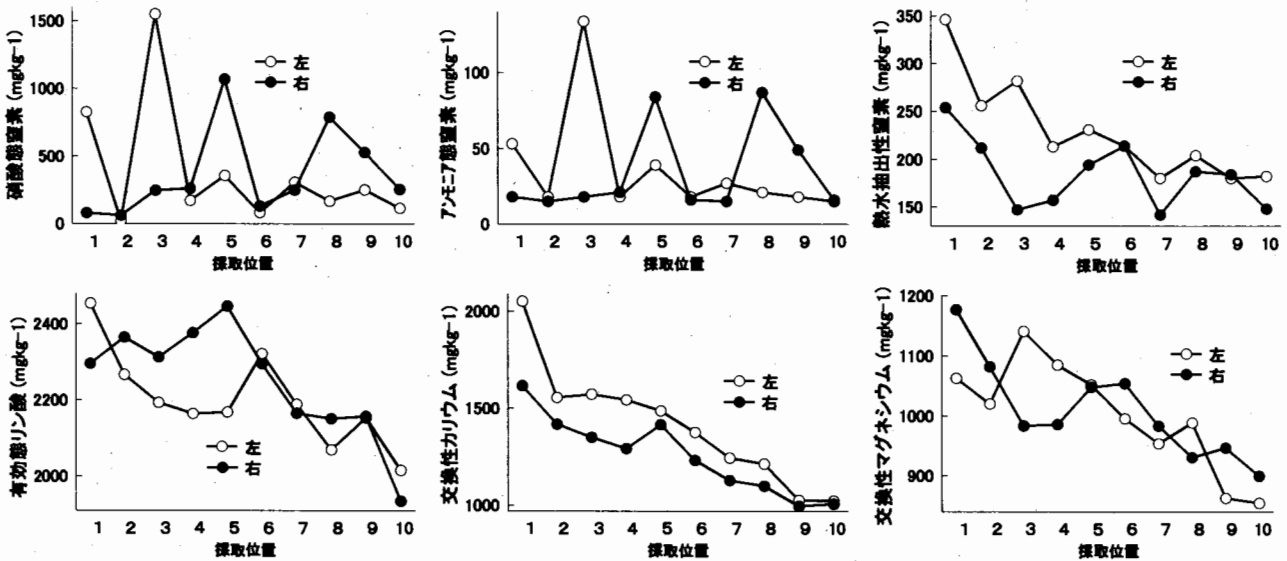 硝酸態窒素 (mgkg-1)
1500
1000
500
0
左
右
1 2 3 4 5 6 7 8 9 10
採取位置
アンモニア態窒素 (mgkg-1)
100
50
0
左
右
1 2 3 4 5 6 7 8 9 10
採取位置
熱水抽出性窒素 (mgkg-1)
350
300
250
200
150
左
右
1 2 3 4 5 6 7 8 9 10
採取位置
有効態リン酸 (mgkg-1)
2400
2200
2000
左
右
1 2 3 4 5 6 7 8 9 10
採取位置
交換性カリウム (mgkg-1)
2000
1500
1000
左
右
1 2 3 4 5 6 7 8 9 10
採取位置
交換性マグネシウム (mgkg-1)
1200
1100
1000
900
左
右
1 2 3 4 5 6 7 8 9 10
採取位置